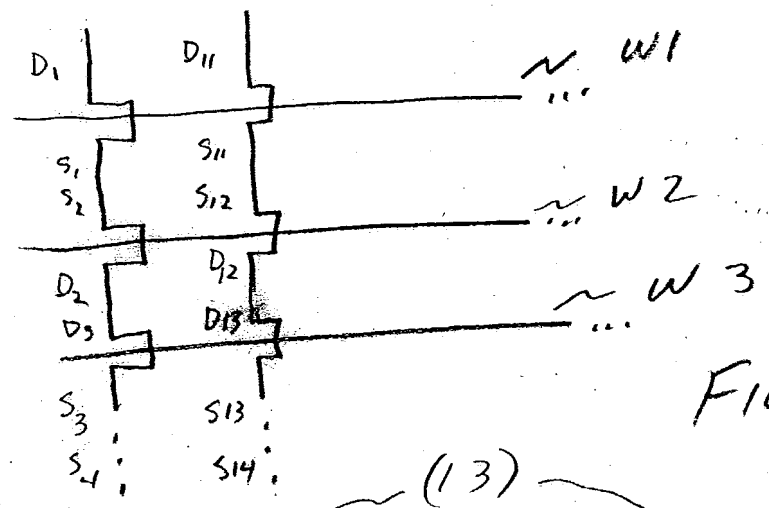 D1 D11 W1
...
S1 S11
S2 S12 W2
...
D2 D12
D3 D13 W3
...
S3 S13
S4 S14
(13)